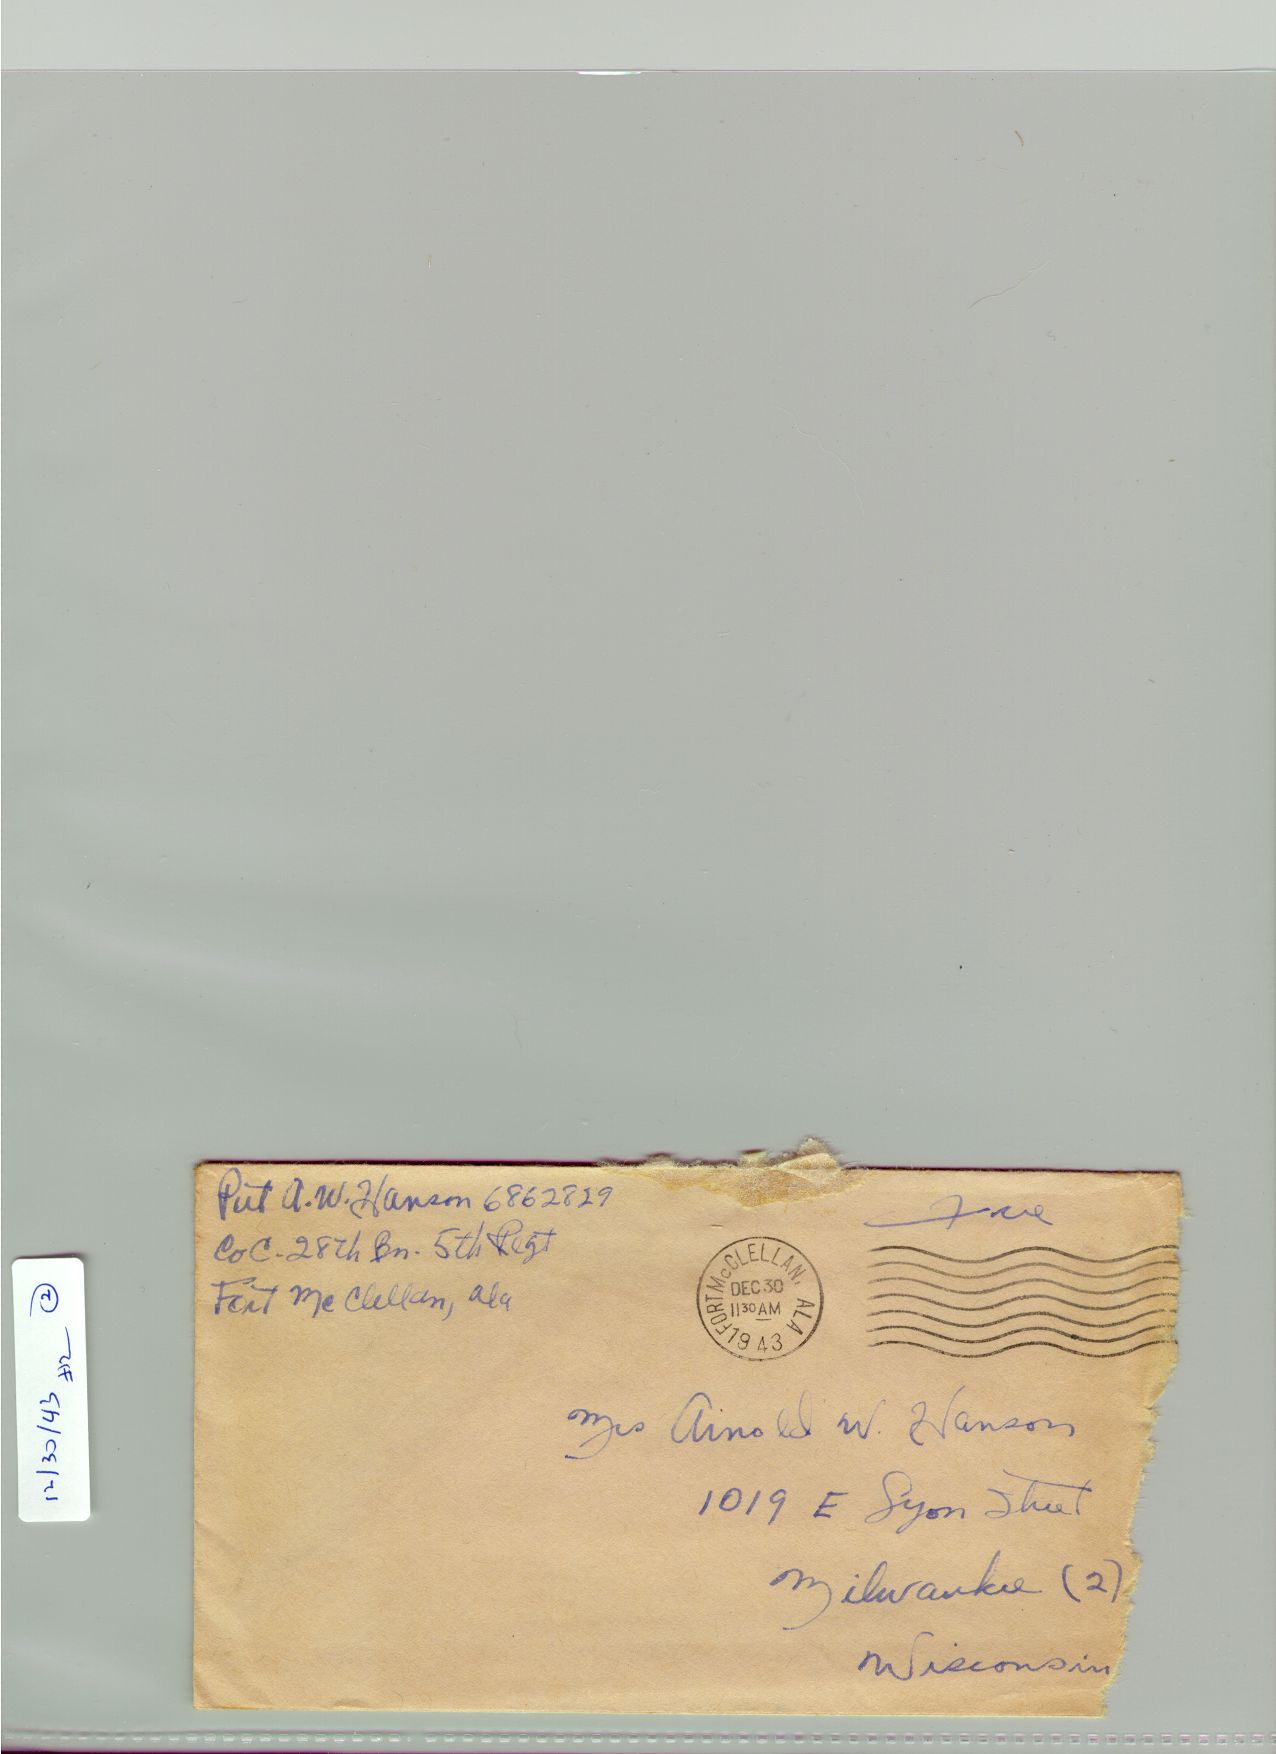 Pvt A. W. Hanson 6862829
Co C - 28th Bn. 5th Regt
Fort McClellan, Ala
Free
FORT McCLELLAN, ALA
DEC 30
11 30 AM
1943
Mrs Arnold W. Hanson
1019 E Lyon Street
Milwaukee (2)
Wisconsin
12/30/43 #2 (2)